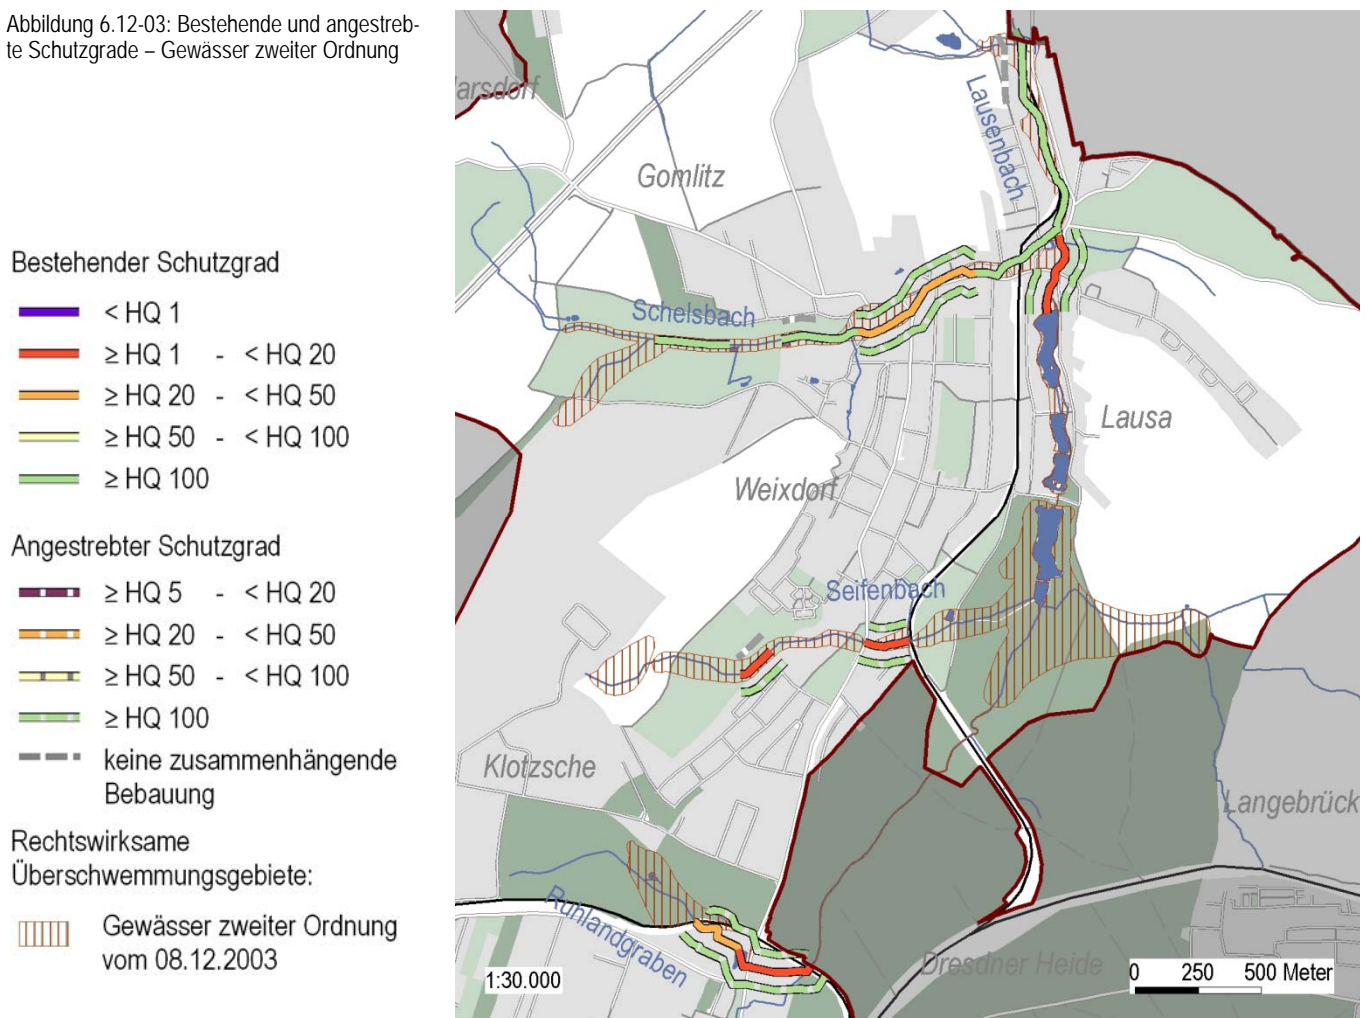 Abbildung 6.12-03: Bestehende und angestreb-
te Schutzgrade – Gewässer zweiter Ordnung
Bestehender Schutzgrad
< HQ 1
≥ HQ 1 - < HQ 20
≥ HQ 20 - < HQ 50
≥ HQ 50 - < HQ 100
≥ HQ 100
Angestrebter Schutzgrad
≥ HQ 5 - < HQ 20
≥ HQ 20 - < HQ 50
≥ HQ 50 - < HQ 100
≥ HQ 100
keine zusammenhängende
Bebauung
Rechtswirksame
Überschwemmungsgebiete:
Gewässer zweiter Ordnung
vom 08.12.2003
arsdorf
Lausenbach
Gomlitz
Schelsbach
Lausa
Weixdorf
Seifenbach
Klotzsche
Langebrück
Ruhlandgraben
Dresdner Heide
1:30.000
0 250 500 Meter